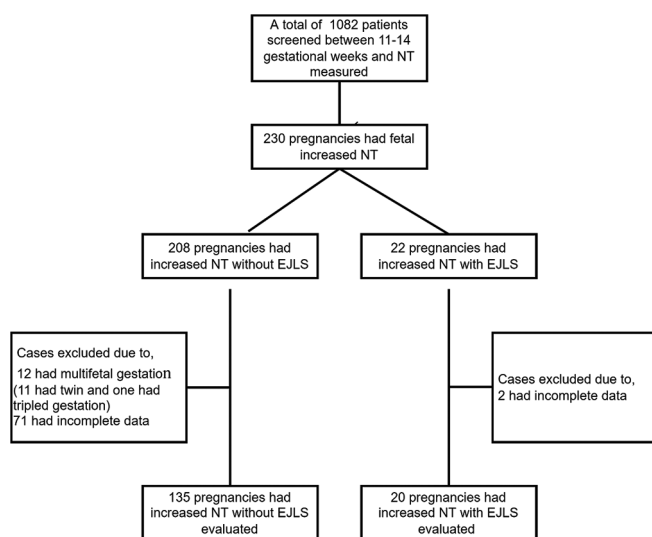 A total of 1082 patients
screened between 11-14
gestational weeks and NT
measured
230 pregnancies had fetal
increased NT
208 pregnancies had
increased NT without EJLS
22 pregnancies had
increased NT with EJLS
Cases excluded due to,
12 had multifetal gestation
(11 had twin and one had
tripled gestation)
71 had incomplete data
Cases excluded due to,
2 had incomplete data
135 pregnancies had
increased NT without EJLS
evaluated
20 pregnancies had
increased NT with EJLS
evaluated